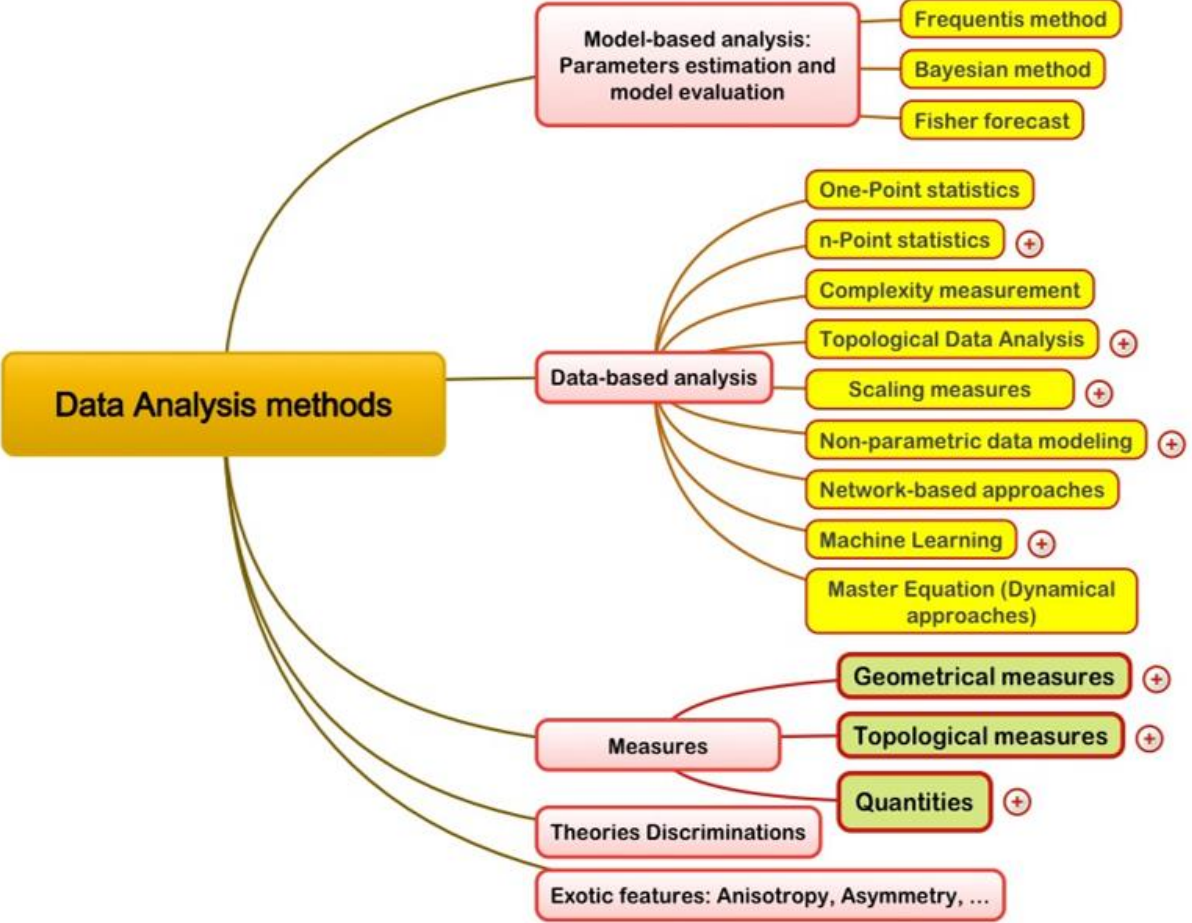 Data Analysis methods
Model-based analysis:
Parameters estimation and
model evaluation
Frequentis method
Bayesian method
Fisher forecast
Data-based analysis
One-Point statistics
n-Point statistics
Complexity measurement
Topological Data Analysis
Scaling measures
Non-parametric data modeling
Network-based approaches
Machine Learning
Master Equation (Dynamical
approaches)
Measures
Geometrical measures
Topological measures
Quantities
Theories Discriminations
Exotic features: Anisotropy, Asymmetry, ...